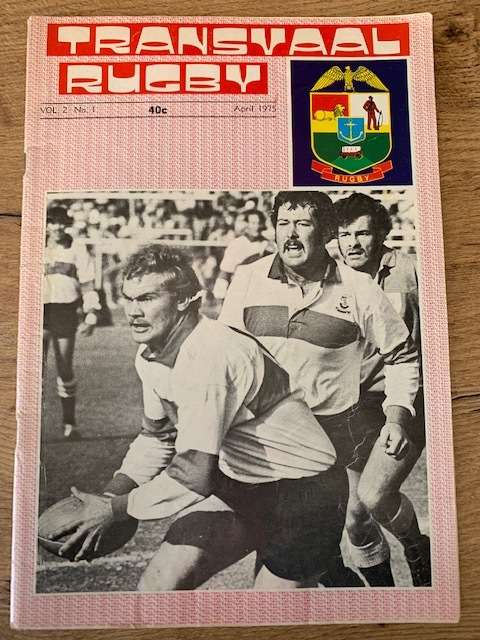 TRANSVAAL
RUGBY
VOL. 2 No. 1 40c April 1975
RUGBY